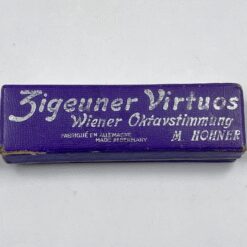 Zigeuner Virtuos
Wiener Oktavstimmung
FABRIQUÉ EN ALLEMAGNE
MADE IN GERMANY
M. HOHNER